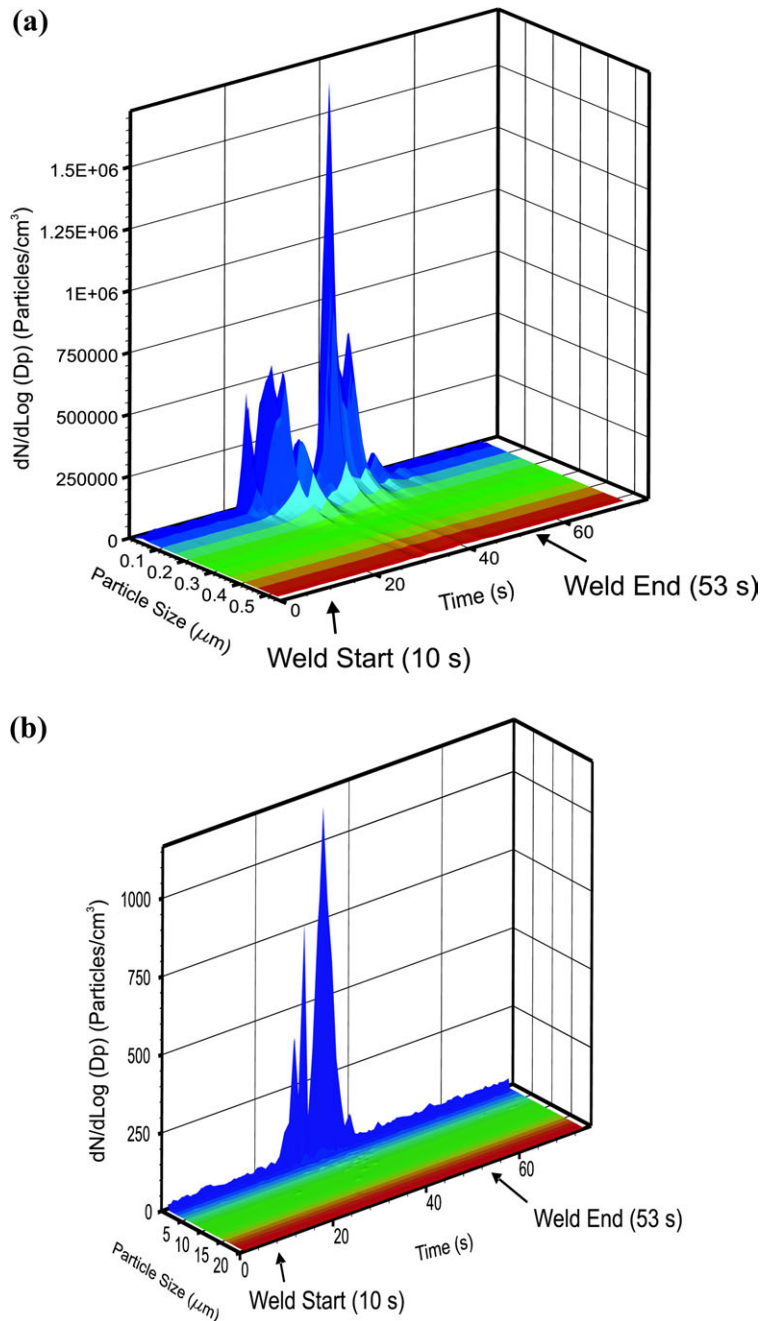 (a)
dN/dLog (Dp) (Particles/cm³)
1.5E+06
1.25E+06
1E+06
750000
500000
250000
0
0.1
0.2
0.3
0.4
0.5
Particle Size (μm)
0
20
40
60
Time (s)
Weld Start (10 s)
Weld End (53 s)
(b)
dN/dLog (Dp) (Particles/cm³)
1000
750
500
250
0
5
10
15
20
Particle Size (μm)
0
20
40
60
Time (s)
Weld Start (10 s)
Weld End (53 s)